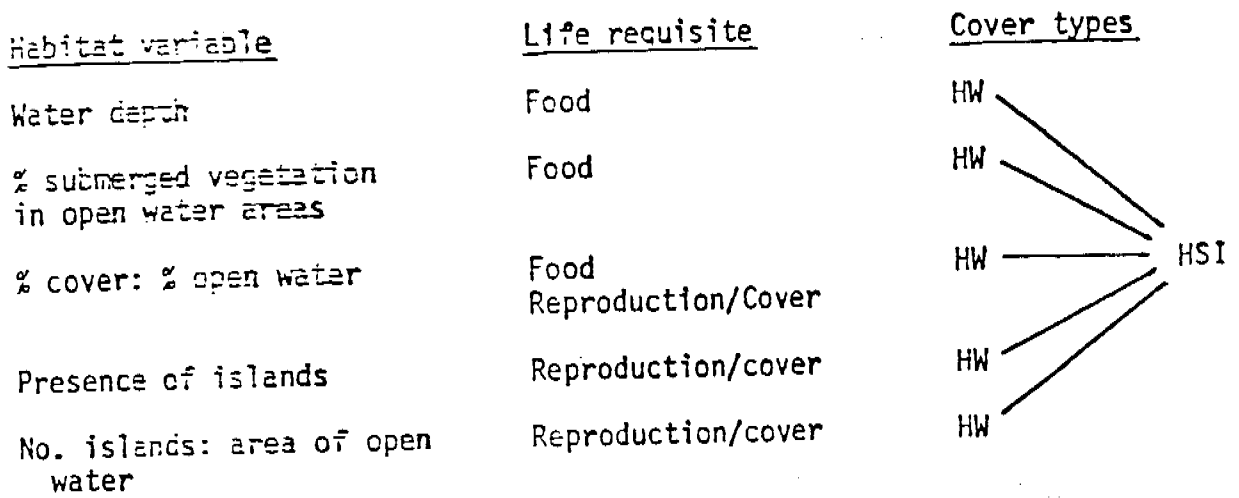 Habitat variable Life requisite Cover types
Water depth Food HW
% submerged vegetation Food HW
in open water areas
% cover: % open water Food HW HSI
Reproduction/Cover
Presence of islands Reproduction/cover HW
No. islands: area of open Reproduction/cover HW
water